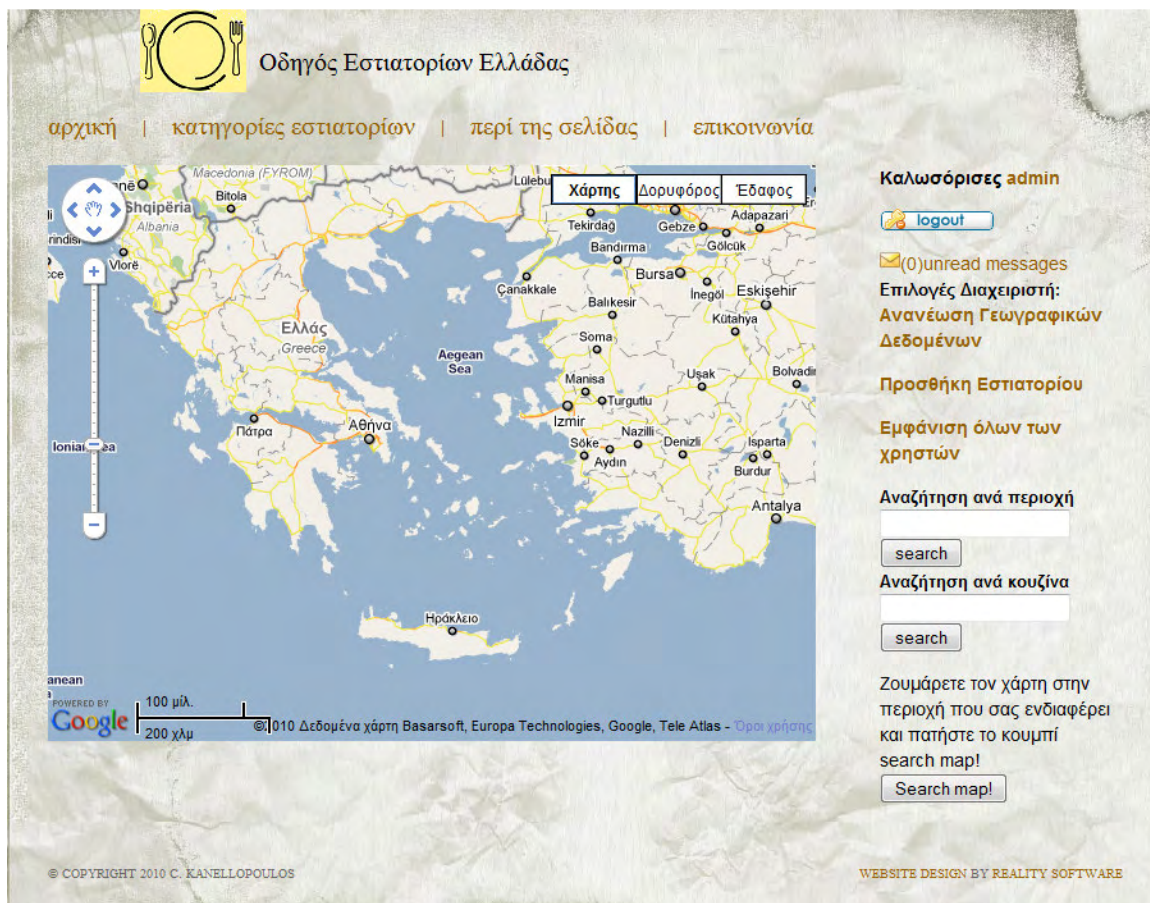 Οδηγός Εστιατορίων Ελλάδας
αρχική | κατηγορίες εστιατορίων | περί της σελίδας | επικοινωνία
Macedonia (FYROM)
Bitola
Shqipëria
Albania
Vlorë
Χάρτης Δορυφόρος Έδαφος
Tekirdağ
Gebze
Adapazarı
Gölcük
Bandırma
Bursa
İnegöl
Eskişehir
Çanakkale
Balıkesir
Kütahya
Ελλάς
Greece
Soma
Aegean
Sea
Manisa
Uşak
Turgutlu
Izmir
Πάτρα
Αθήνα
Söke
Nazilli
Denizli
Isparta
Aydın
Burdur
Antalya
Ηράκλειο
POWERED BY
Google
100 μίλ.
200 χλμ
Δεδομένα χάρτη Basarsoft, Europa Technologies, Google, Tele Atlas - Όροι χρήσης
Καλωσόρισες admin
logout
(0)unread messages
Επιλογές Διαχειριστή:
Ανανέωση Γεωγραφικών
Δεδομένων
Προσθήκη Εστιατορίου
Εμφάνιση όλων των
χρηστών
Αναζήτηση ανά περιοχή
search
Αναζήτηση ανά κουζίνα
search
Ζουμάρετε τον χάρτη στην
περιοχή που σας ενδιαφέρει
και πατήστε το κουμπί
search map!
Search map!
© COPYRIGHT 2010 C. KANELLOPOULOS
WEBSITE DESIGN BY REALITY SOFTWARE